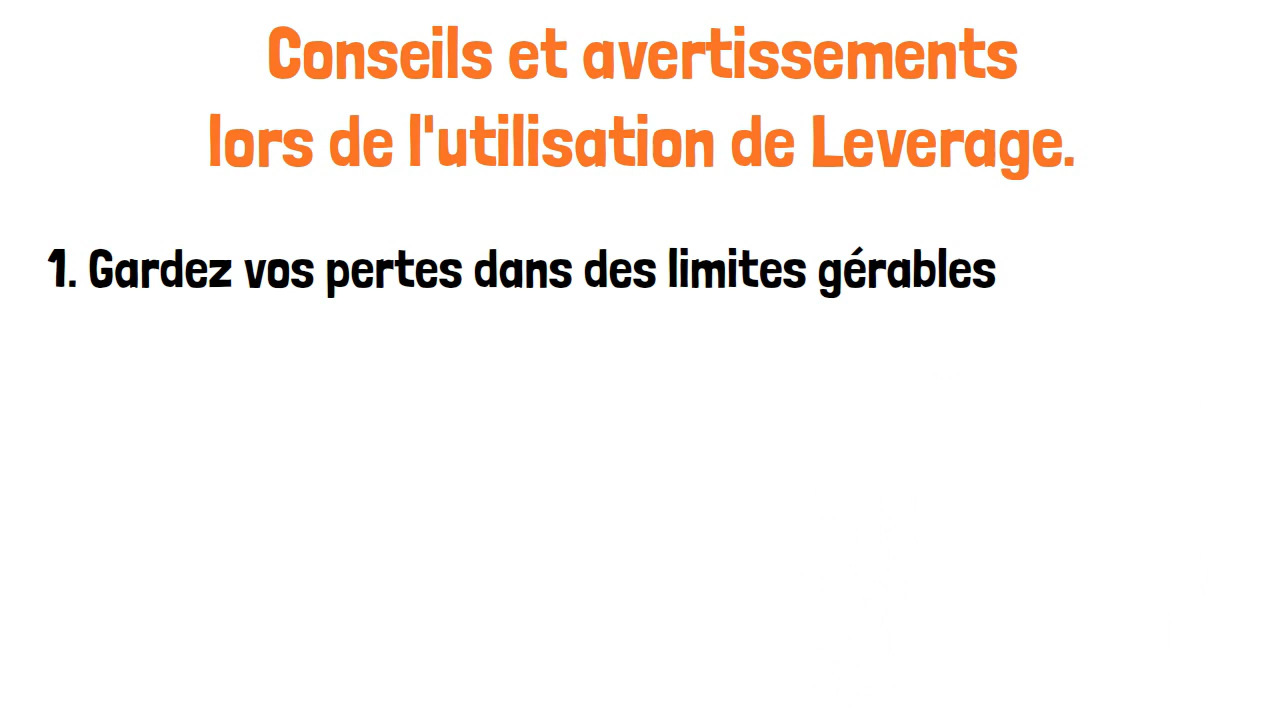 Conseils et avertissements
lors de l'utilisation de Leverage.
1. Gardez vos pertes dans des limites gérables